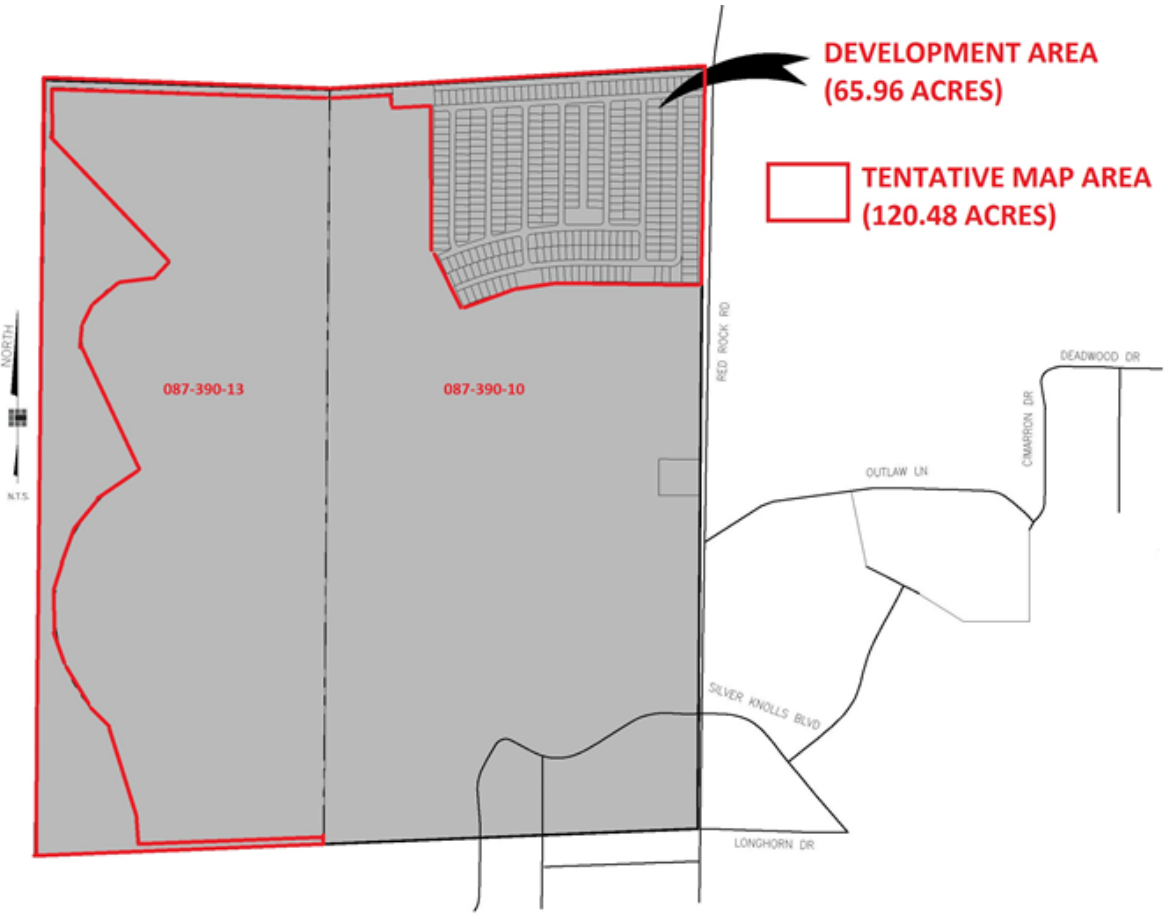 DEVELOPMENT AREA
(65.96 ACRES)
TENTATIVE MAP AREA
(120.48 ACRES)
NORTH
N.T.S.
087-390-13
087-390-10
RED ROCK RD
DEADWOOD DR
CIMARRON DR
OUTLAW LN
SILVER KNOLLS BLVD
LONGHORN DR